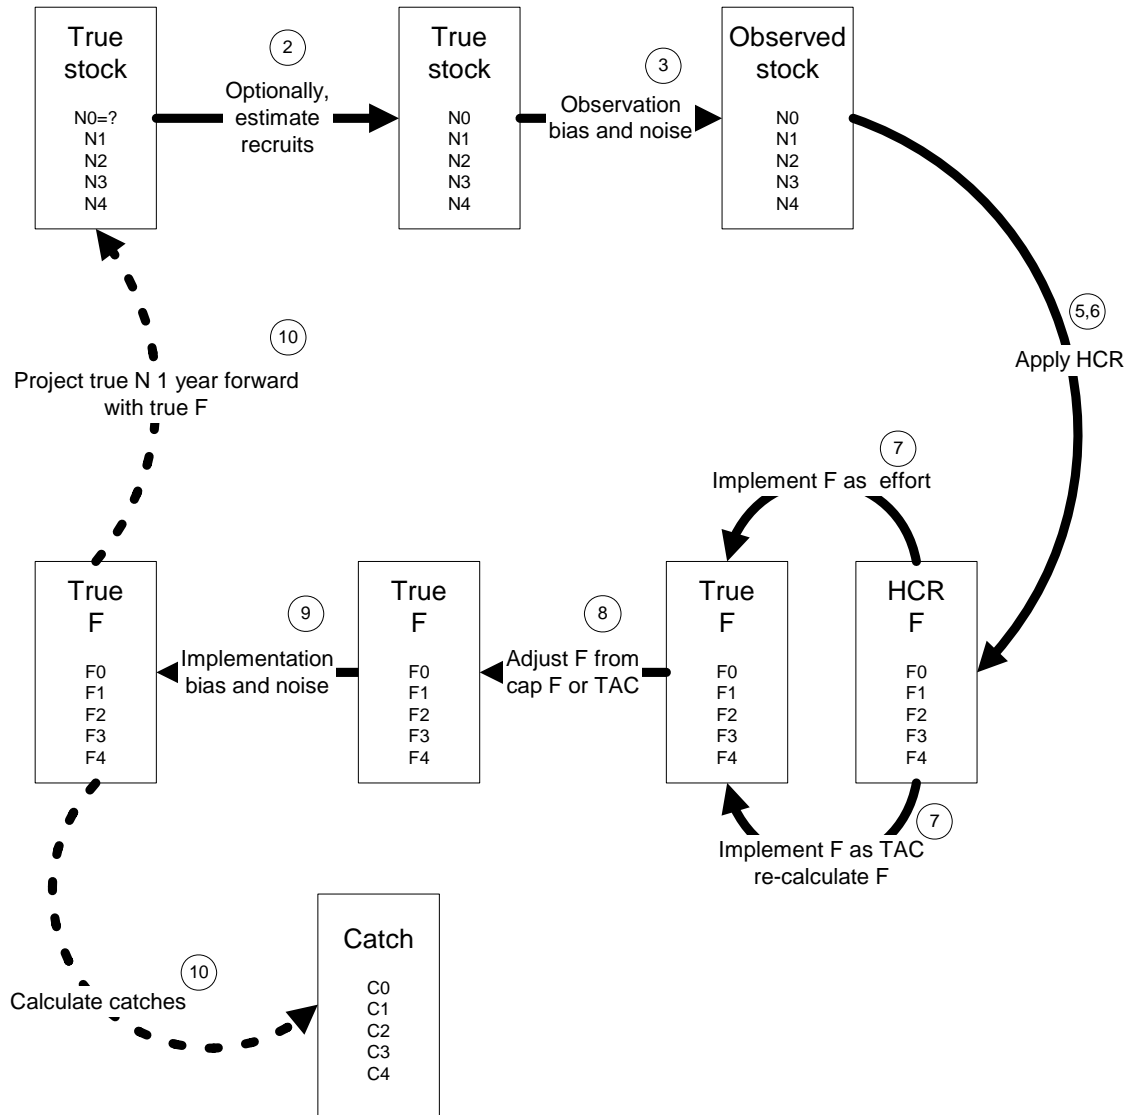 True
stock
N0=?
N1
N2
N3
N4
2
Optionally,
estimate
recruits
True
stock
N0
N1
N2
N3
N4
3
Observation
bias and noise
Observed
stock
N0
N1
N2
N3
N4
5,6
Apply HCR
10
Project true N 1 year forward
with true F
7
Implement F as  effort
HCR
F
F0
F1
F2
F3
F4
True
F
F0
F1
F2
F3
F4
7
Implement F as TAC
re-calculate F
8
Adjust F from
cap F or TAC
True
F
F0
F1
F2
F3
F4
9
Implementation
bias and noise
True
F
F0
F1
F2
F3
F4
10
Calculate catches
Catch
C0
C1
C2
C3
C4